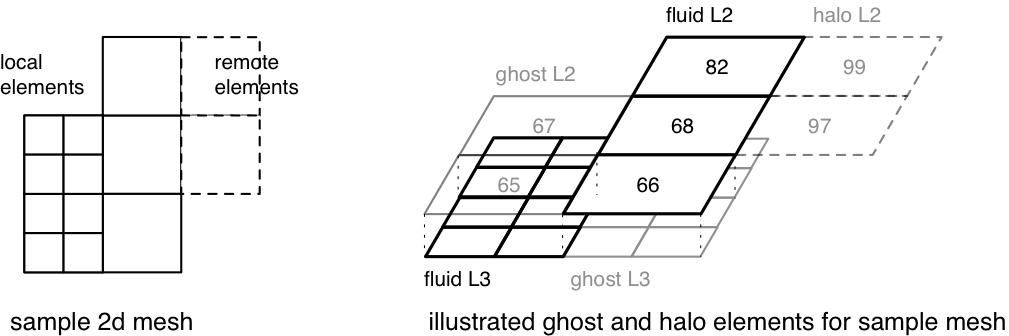 fluid L2
halo L2
local
elements
remote
elements
ghost L2
82
99
67
68
97
65
66
fluid L3
ghost L3
sample 2d mesh
illustrated ghost and halo elements for sample mesh